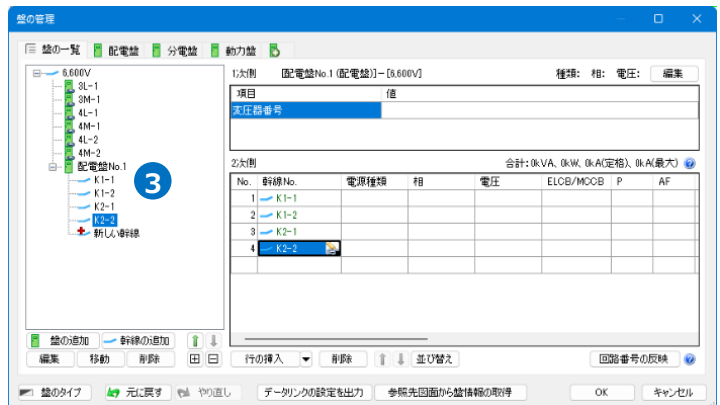 盤の管理
盤の一覧 配電盤 分電盤 動力盤
6,600V
3L-1
3M-1
4L-1
4M-1
4L-2
4M-2
配電盤No.1
K1-1
K1-2
K2-1
K2-2
新しい幹線
3
盤の追加 幹線の追加
編集 移動 削除
1次側 [配電盤No.1 (配電盤)]－[6,600V] 種類: 相: 電圧: 編集
項目 値
変圧器番号
2次側 合計: 0kVA、0kW、0kA(定格)、0kA(最大)
No. 幹線No. 電源種類 相 電圧 ELCB/MCCB P AF
1 K1-1
2 K1-2
3 K2-1
4 K2-2
行の挿入 削除 並び替え 回路番号の反映
盤のタイプ 元に戻す やり直し データリンクの設定を出力 参照先図面から盤情報の取得 OK キャンセル